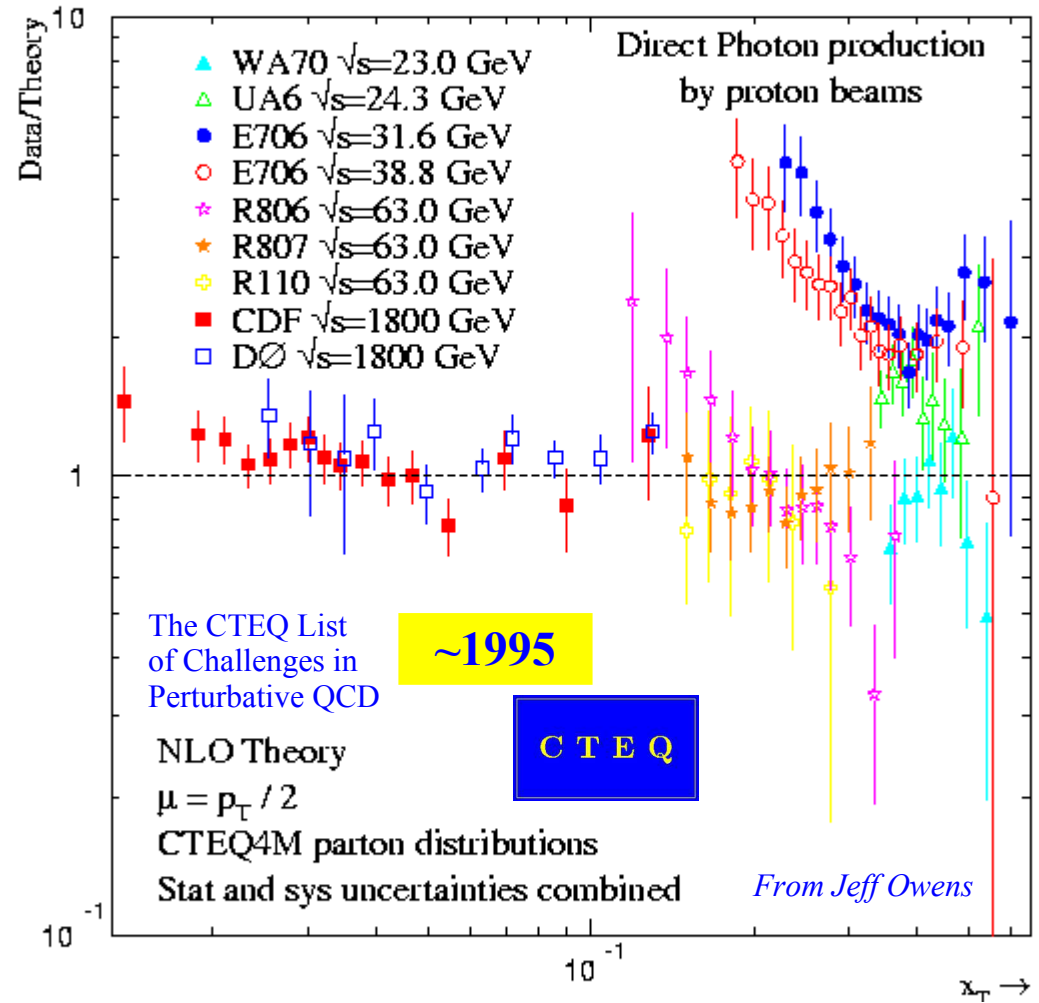 10
Data/Theory
Direct Photon production
by proton beams
WA70 √s=23.0 GeV
UA6 √s=24.3 GeV
E706 √s=31.6 GeV
E706 √s=38.8 GeV
R806 √s=63.0 GeV
R807 √s=63.0 GeV
R110 √s=63.0 GeV
CDF √s=1800 GeV
DØ √s=1800 GeV
1
The CTEQ List
of Challenges in
Perturbative QCD
~1995
C T E Q
NLO Theory
μ = p_T / 2
CTEQ4M parton distributions
Stat and sys uncertainties combined
From Jeff Owens
10⁻¹
10⁻¹
x_T →